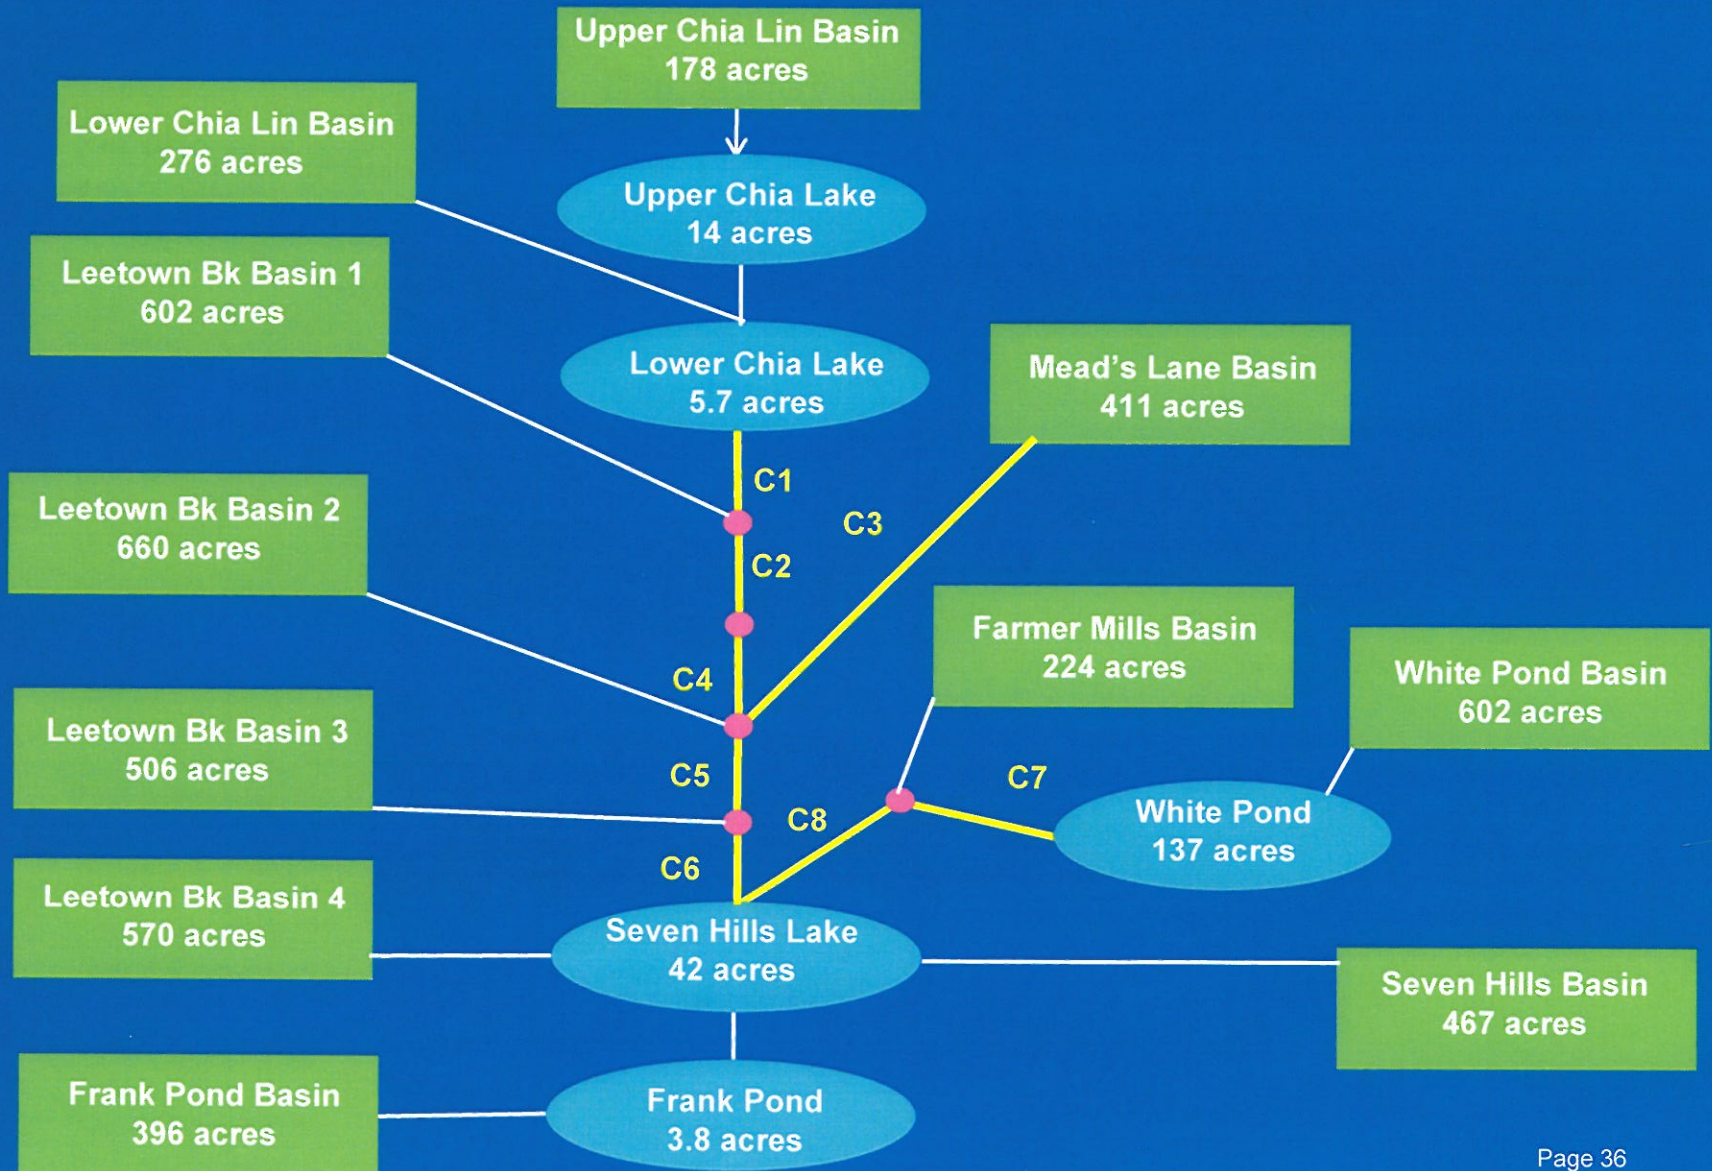 Upper Chia Lin Basin
178 acres
Lower Chia Lin Basin
276 acres
Upper Chia Lake
14 acres
Leetown Bk Basin 1
602 acres
Lower Chia Lake
5.7 acres
Mead's Lane Basin
411 acres
C1
C3
Leetown Bk Basin 2
660 acres
C2
Farmer Mills Basin
224 acres
White Pond Basin
602 acres
C4
Leetown Bk Basin 3
506 acres
C5
C7
C8
White Pond
137 acres
C6
Leetown Bk Basin 4
570 acres
Seven Hills Lake
42 acres
Seven Hills Basin
467 acres
Frank Pond Basin
396 acres
Frank Pond
3.8 acres
Page 36